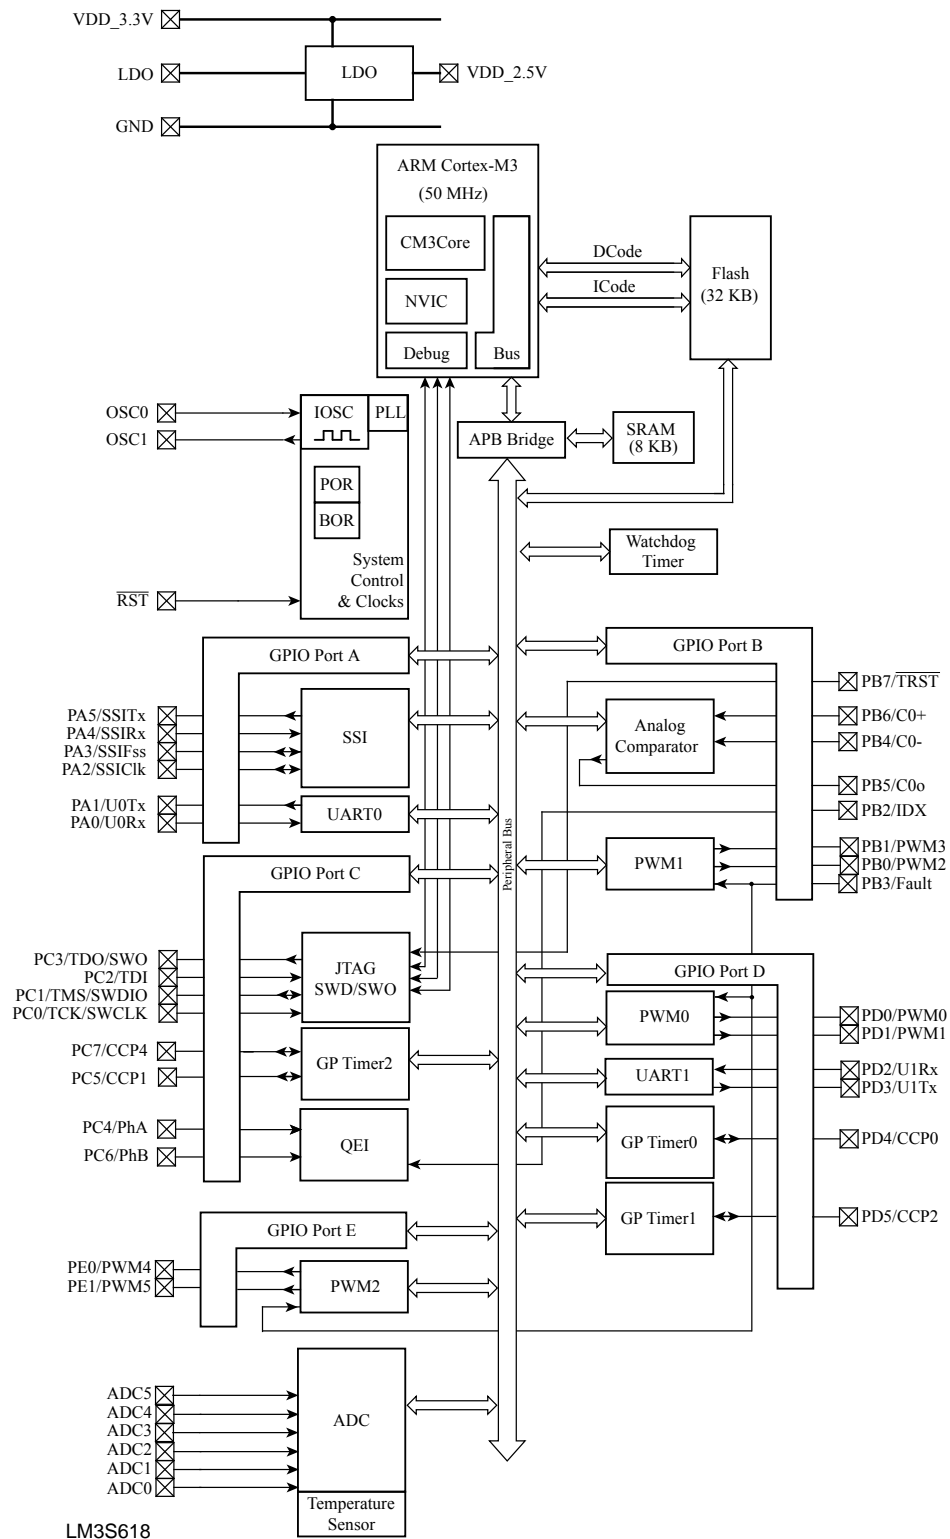 VDD_3.3V
LDO
LDO
VDD_2.5V
GND
ARM Cortex-M3
(50 MHz)
CM3Core
NVIC
Debug
Bus
DCode
ICode
Flash
(32 KB)
OSC0
OSC1
IOSC
PLL
POR
BOR
System
Control
& Clocks
RST
APB Bridge
SRAM
(8 KB)
Watchdog
Timer
Peripheral Bus
GPIO Port A
PA5/SSITx
PA4/SSIRx
PA3/SSIFss
PA2/SSIClk
SSI
PA1/U0Tx
PA0/U0Rx
UART0
GPIO Port B
PB7/TRST
PB6/C0+
PB4/C0-
Analog
Comparator
PB5/C0o
PB2/IDX
PB1/PWM3
PB0/PWM2
PB3/Fault
PWM1
GPIO Port C
PC3/TDO/SWO
PC2/TDI
PC1/TMS/SWDIO
PC0/TCK/SWCLK
JTAG
SWD/SWO
PC7/CCP4
PC5/CCP1
GP Timer2
PC4/PhA
PC6/PhB
QEI
GPIO Port D
PWM0
PD0/PWM0
PD1/PWM1
UART1
PD2/U1Rx
PD3/U1Tx
GP Timer0
PD4/CCP0
GP Timer1
PD5/CCP2
GPIO Port E
PE0/PWM4
PE1/PWM5
PWM2
ADC5
ADC4
ADC3
ADC2
ADC1
ADC0
ADC
Temperature
Sensor
LM3S618